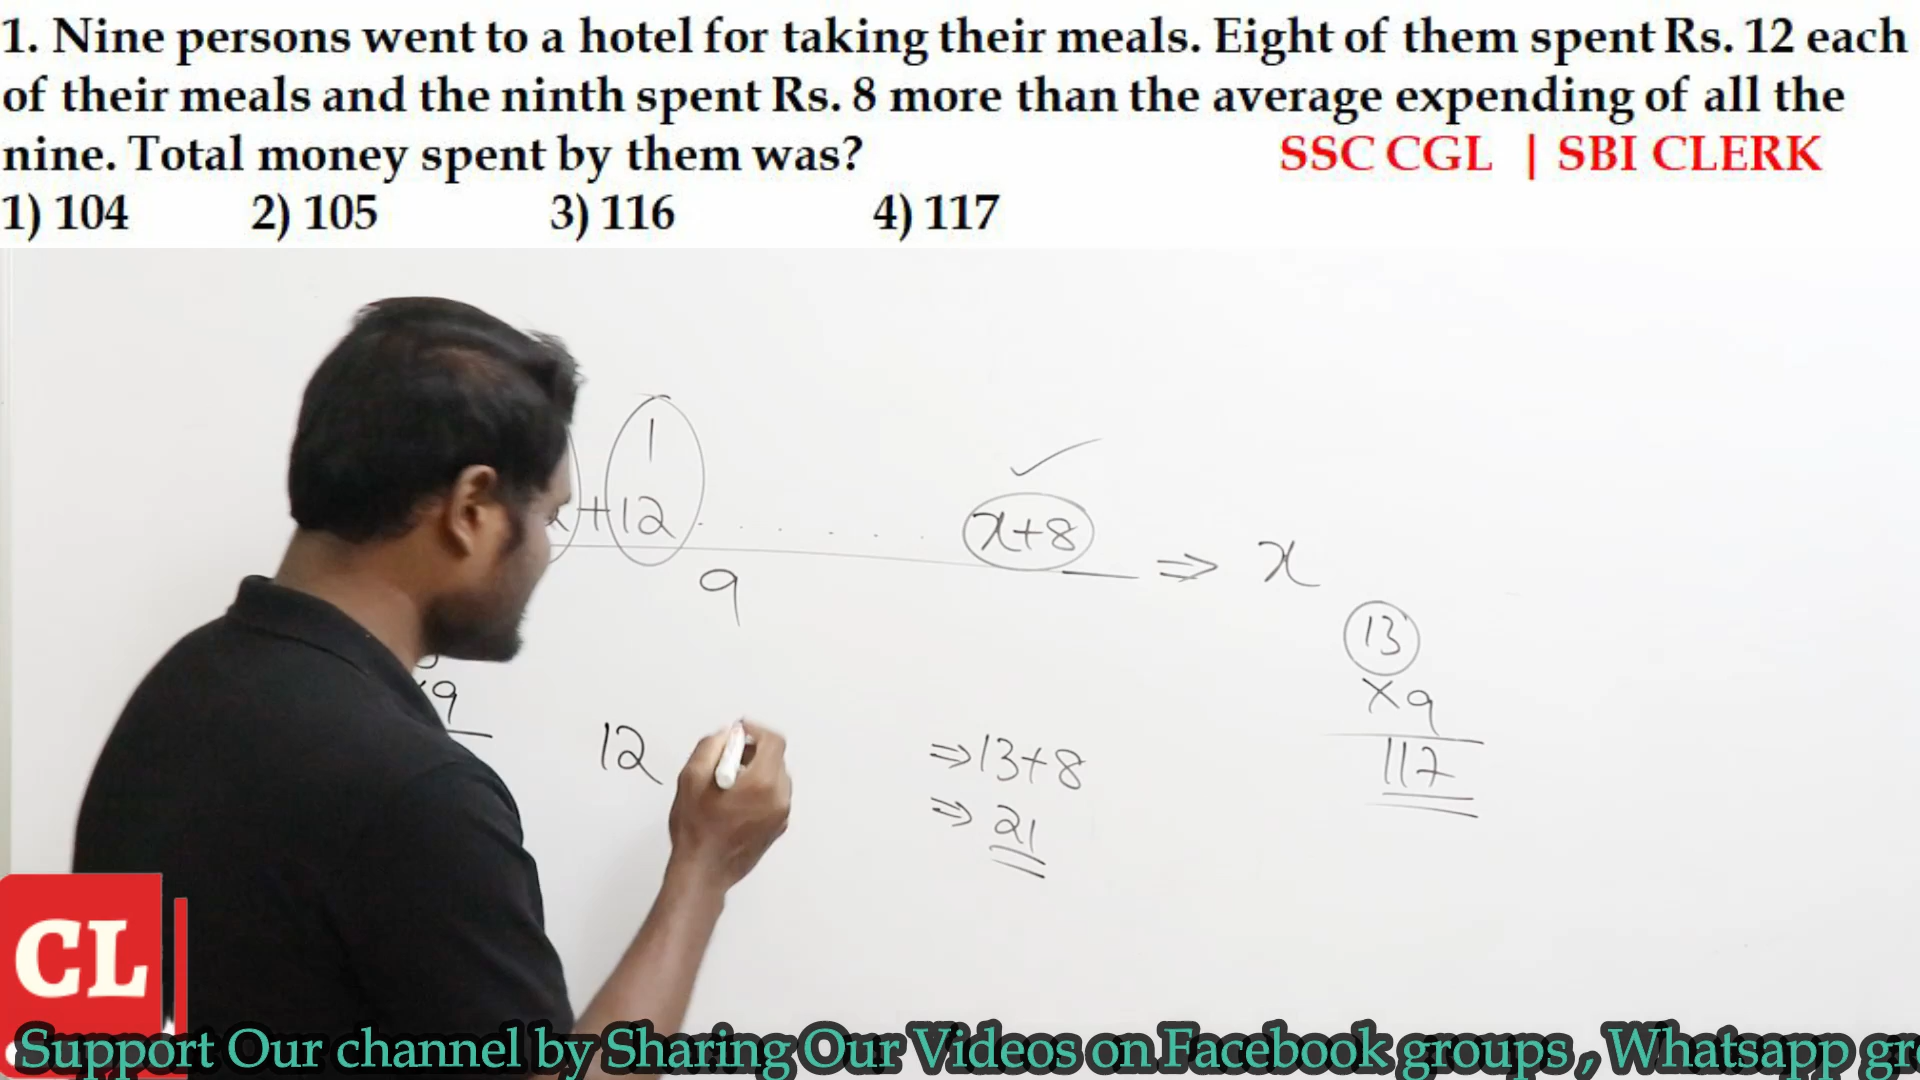 1. Nine persons went to a hotel for taking their meals. Eight of them spent Rs. 12 each
of their meals and the ninth spent Rs. 8 more than the average expending of all the
nine. Total money spent by them was?
SSC CGL | SBI CLERK
1) 104 2) 105 3) 116 4) 117
1
+12 . . . . . . x+8 ⇒ x
9
13
×9
117
×9
12
⇒13+8
⇒21
CL
Support Our channel by Sharing Our Videos on Facebook groups , Whatsapp gr